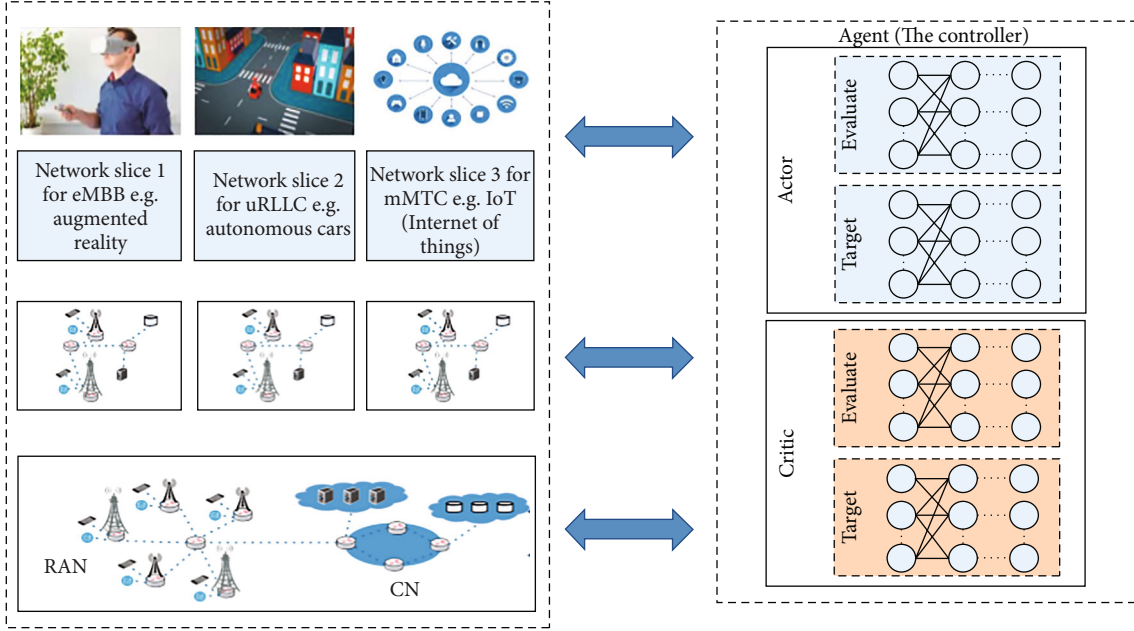 Network slice 1
for eMBB e.g.
augmented
reality
Network slice 2
for uRLLC e.g.
autonomous cars
Network slice 3 for
mMTC e.g. IoT
(Internet of
things)
RAN
CN
Agent (The controller)
Actor
Evaluate
Target
Critic
Evaluate
Target